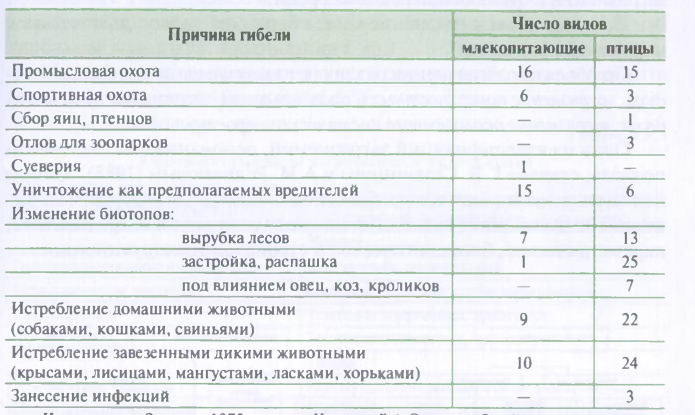 Причина гибели Число видов
млекопитающие птицы
Промысловая охота 16 15
Спортивная охота 6 3
Сбор яиц, птенцов — 1
Отлов для зоопарков — 3
Суеверия 1 —
Уничтожение как предполагаемых вредителей 15 6
Изменение биотопов:
вырубка лесов 7 13
застройка, распашка 1 25
под влиянием овец, коз, кроликов — 7
Истребление домашними животными
(собаками, кошками, свиньями) 9 22
Истребление завезенными дикими животными
(крысами, лисицами, мангустами, ласками, хорьками) 10 24
Занесение инфекций — 3